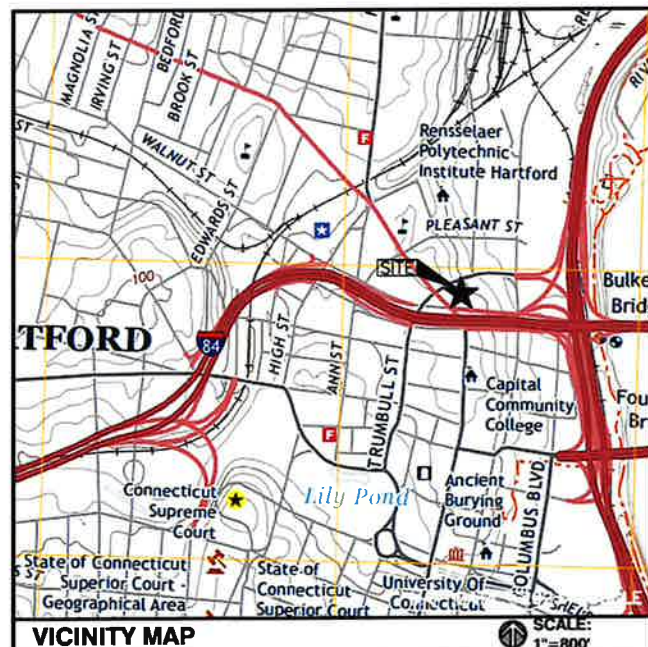 MAGNOLIA ST
IRVING ST
BEDFORD
BROOK ST
WALNUT ST
EDWARDS ST
F
Rensselaer
Polytechnic
Institute Hartford
PLEASANT ST
SITE
100
TFORD
84
HIGH ST
ANN ST
TRUMBULL ST
Bulke
Brid
Capital
Community
College
Fou
Br
F
Connecticut
Supreme
Court
Lily Pond
Ancient
Burying
Ground
OLUMBUS BLVD
State of Connecticut
Superior Court -
Geographical Area
State of
Connecticut
Superior Court
University Of
Connecticut
VICINITY MAP
SCALE:
1"=800'